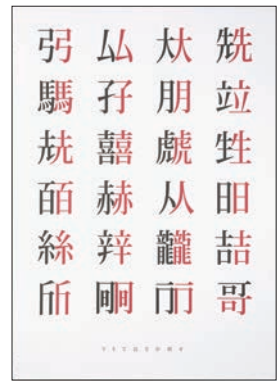 弜 厸 夶 兟
騳 孖 朋 竝
囍 虤 甡
皕 赫 从 昍
絲 辡 龖 喆
斦 哥